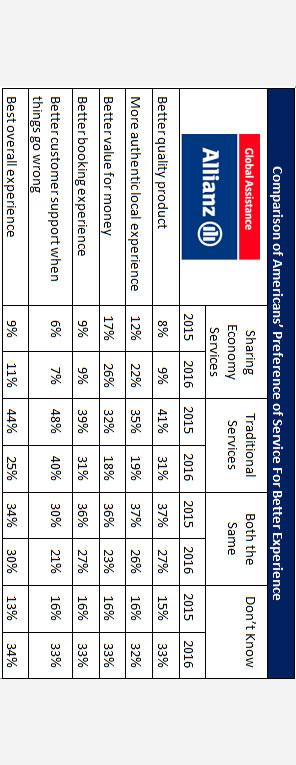 Comparison of Americans' Preference of Service For Better Experience
Global Assistance
Allianz
Sharing Economy Services Traditional Services Both the Same Don't Know
2015 2016 2015 2016 2015 2016 2015 2016
Better quality product 8% 9% 41% 31% 37% 27% 15% 33%
More authentic local experience 12% 22% 35% 19% 37% 26% 16% 32%
Better value for money 17% 26% 32% 18% 36% 23% 16% 33%
Better booking experience 9% 9% 39% 31% 36% 27% 16% 33%
Better customer support when things go wrong 6% 7% 48% 40% 30% 21% 16% 33%
Best overall experience 9% 11% 44% 25% 34% 30% 13% 34%